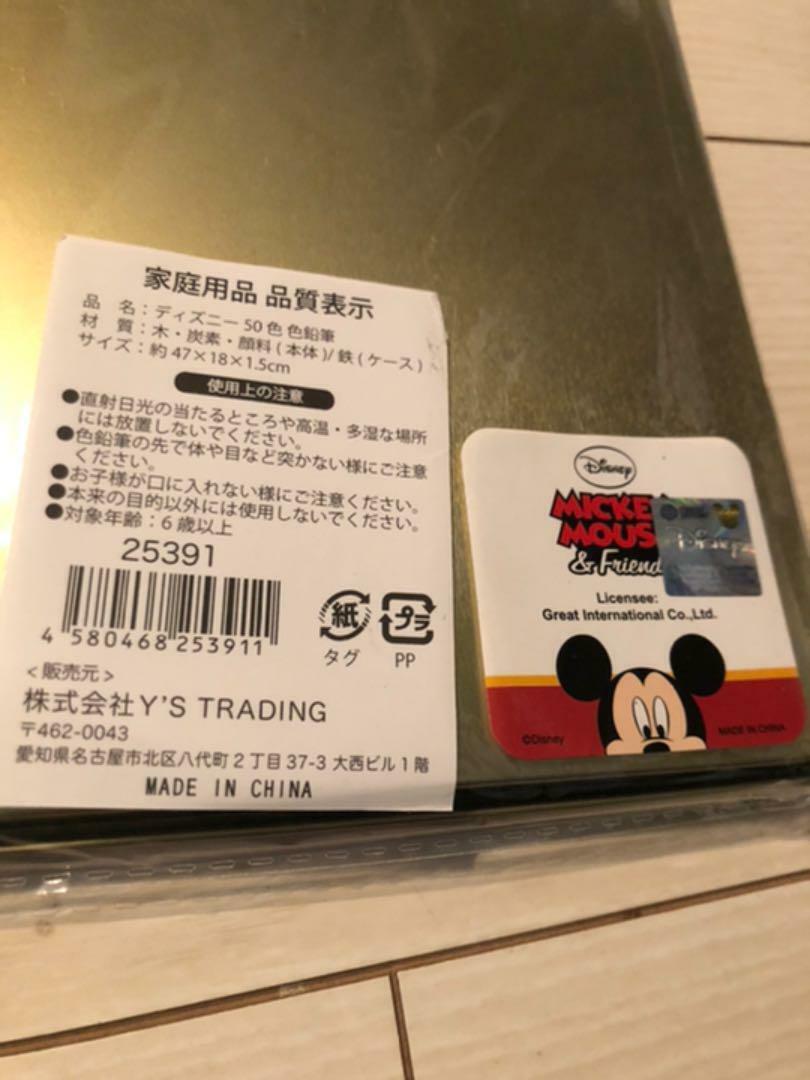 家庭用品 品質表示
品 名：ディズニー 50色 色鉛筆
材 質：木・炭素・顔料(本体)/鉄(ケース)
サイズ：約47×18×1.5cm
使用上の注意
●直射日光の当たるところや高温・多湿な場所
には放置しないでください。
●色鉛筆の先で体や目など突かない様にご注意
ください。
●お子様が口に入れない様にご注意ください。
●本来の目的以外には使用しないでください。
●対象年齢：6歳以上
25391
4 580468 253911
紙
タグ
プラ
PP
<販売元>
株式会社Y'S TRADING
〒462-0043
愛知県名古屋市北区八代町2丁目37-3 大西ビル1階
MADE IN CHINA
Disney
MICKEY
MOUS
& Friend
Disney
Licensee:
Great International Co.,Ltd.
©Disney
MADE IN CHINA